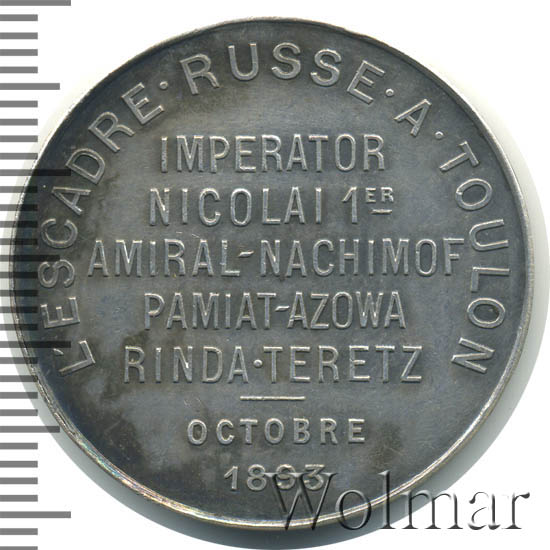 L'ESCADRE·RUSSE·A·TOULON
IMPERATOR
NICOLAI 1ER
AMIRAL-NACHIMOF
PAMIAT-AZOWA
RINDA·TERETZ
OCTOBRE
1893
Wolmar